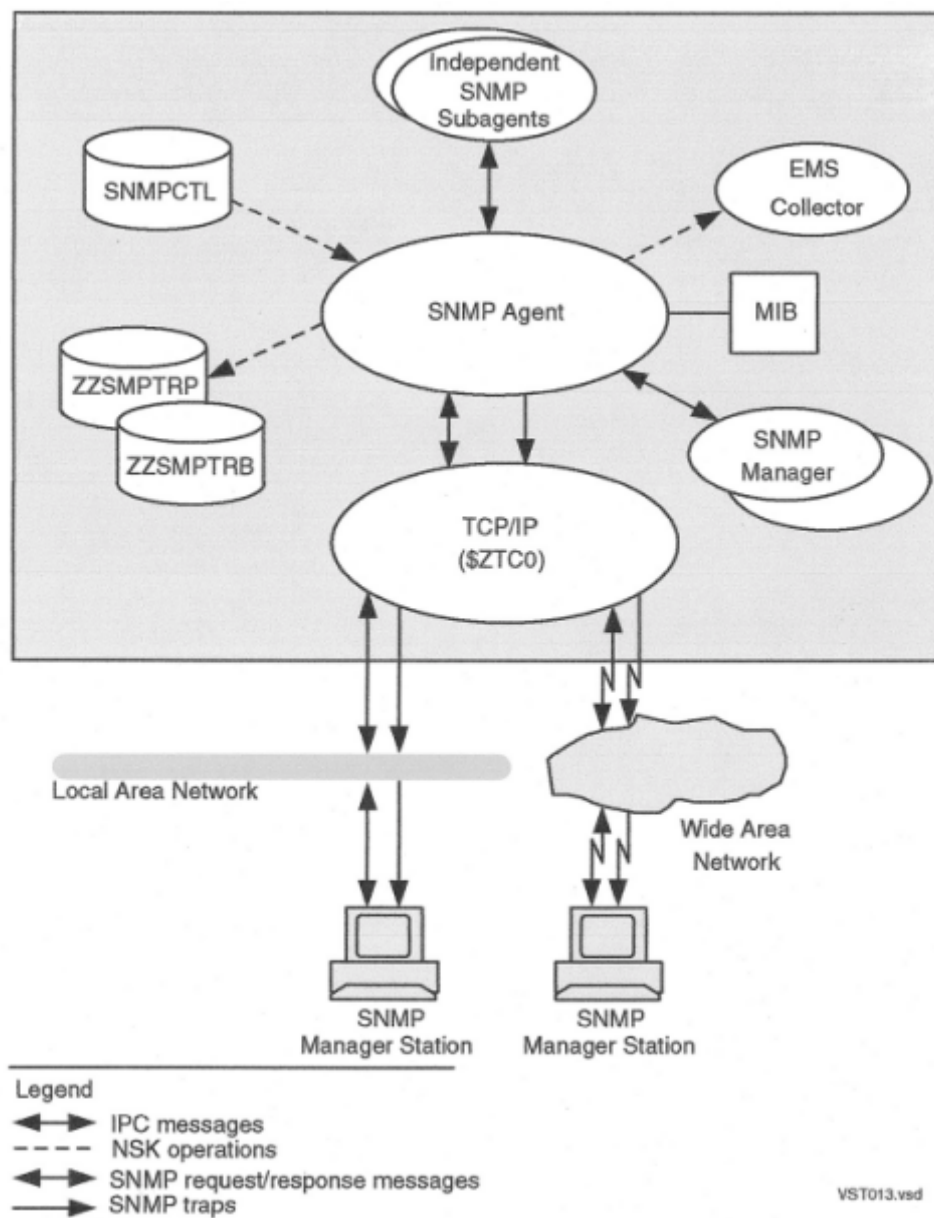 Independent
SNMP
Subagents
SNMPCTL
EMS
Collector
SNMP Agent
MIB
ZZSMPTRP
ZZSMPTRB
SNMP
Manager
TCP/IP
($ZTC0)
Local Area Network
Wide Area
Network
SNMP
Manager Station
SNMP
Manager Station
Legend
IPC messages
NSK operations
SNMP request/response messages
SNMP traps
VST013.vsd